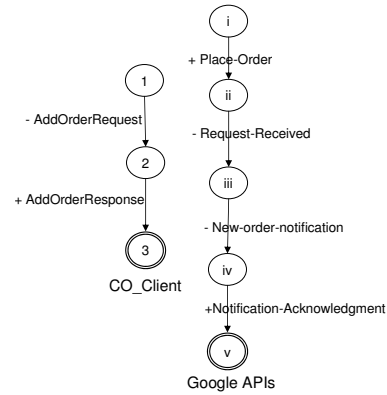 i
+ Place-Order
1
ii
- AddOrderRequest
- Request-Received
2
iii
+ AddOrderResponse
- New-order-notification
3
iv
CO_Client
+Notification-Acknowledgment
v
Google APIs